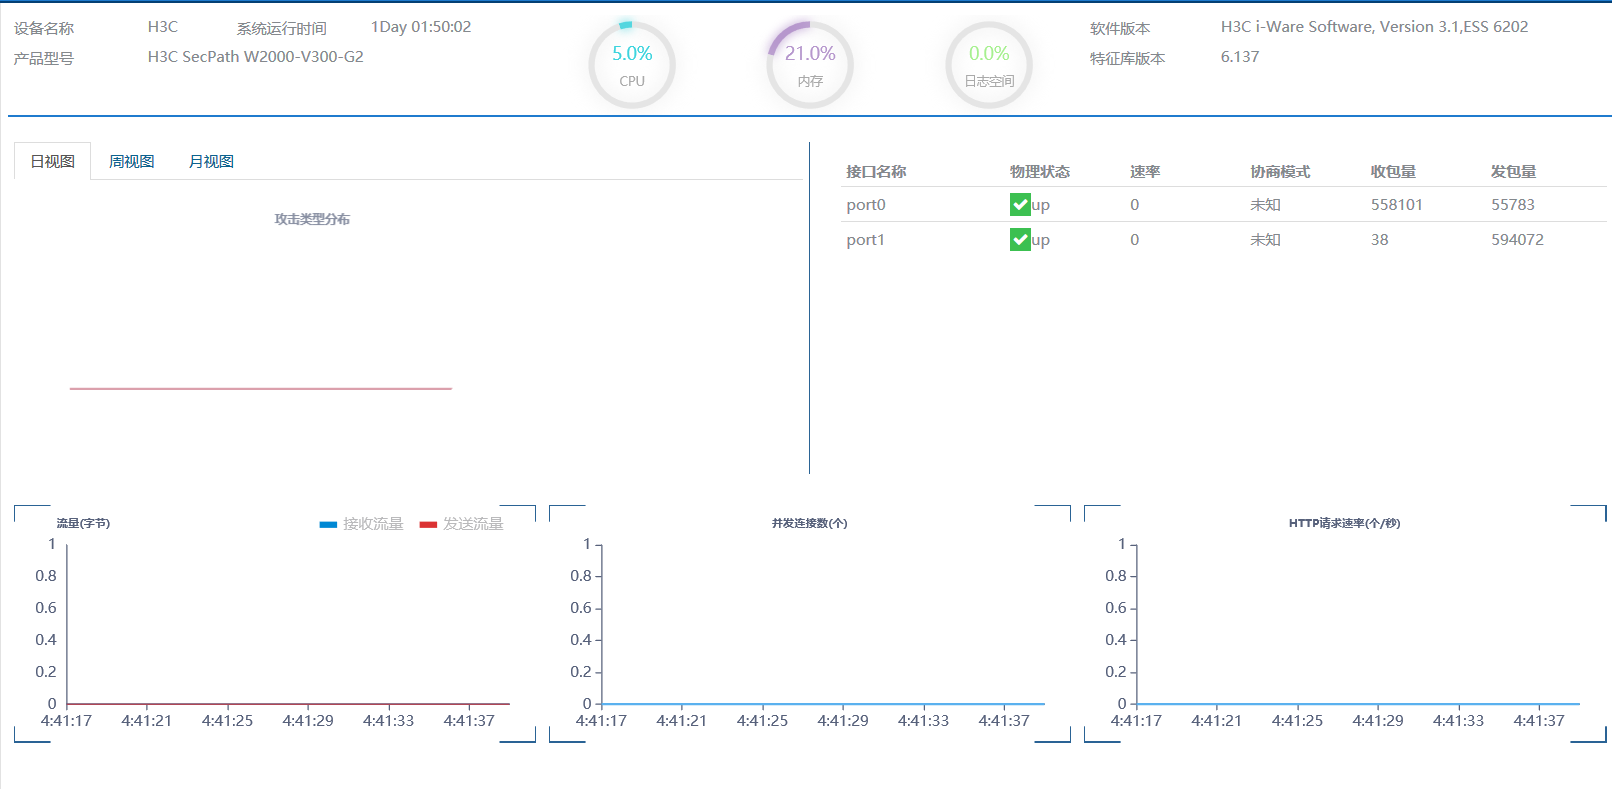 设备名称 H3C 系统运行时间 1Day 01:50:02
产品型号 H3C SecPath W2000-V300-G2
5.0%
CPU
21.0%
内存
0.0%
日志空间
软件版本 H3C i-Ware Software, Version 3.1,ESS 6202
特征库版本 6.137
日视图 周视图 月视图
攻击类型分布
接口名称 物理状态 速率 协商模式 收包量 发包量
port0 up 0 未知 558101 55783
port1 up 0 未知 38 594072
流量(字节) 接收流量 发送流量
1
0.8
0.6
0.4
0.2
0
4:41:17 4:41:21 4:41:25 4:41:29 4:41:33 4:41:37
并发连接数(个)
1
0.8
0.6
0.4
0.2
0
4:41:17 4:41:21 4:41:25 4:41:29 4:41:33 4:41:37
HTTP请求速率(个/秒)
1
0.8
0.6
0.4
0.2
0
4:41:17 4:41:21 4:41:25 4:41:29 4:41:33 4:41:37